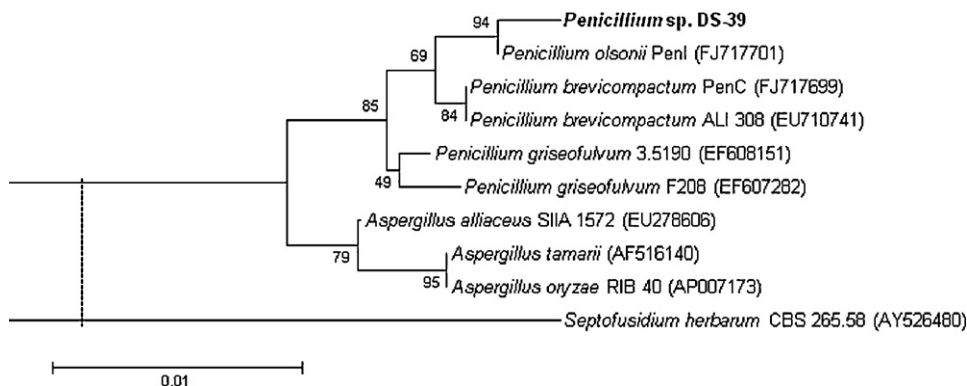 94 Penicillium sp. DS-39
Penicillium olsonii PenI (FJ717701)
69
Penicillium brevicompactum PenC (FJ717699)
85
84 Penicillium brevicompactum ALI 308 (EU710741)
Penicillium griseofulvum 3.5190 (EF608151)
49 Penicillium griseofulvum F208 (EF607282)
Aspergillus alliaceus SIIA 1572 (EU278606)
79 Aspergillus tamarii (AF516140)
95 Aspergillus oryzae RIB 40 (AP007173)
Septofusidium herbarum CBS 265.58 (AY526480)
0.01